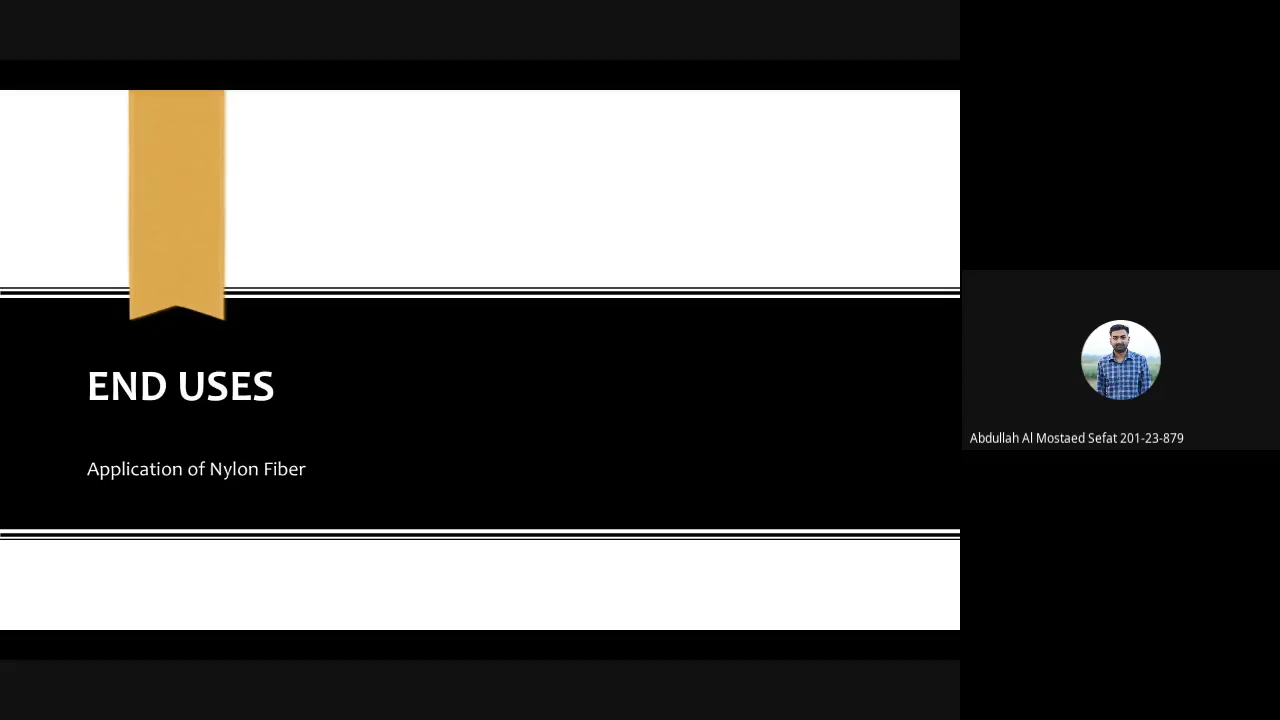 END USES
Application of Nylon Fiber
Abdullah Al Mostaed Sefat 201-23-879